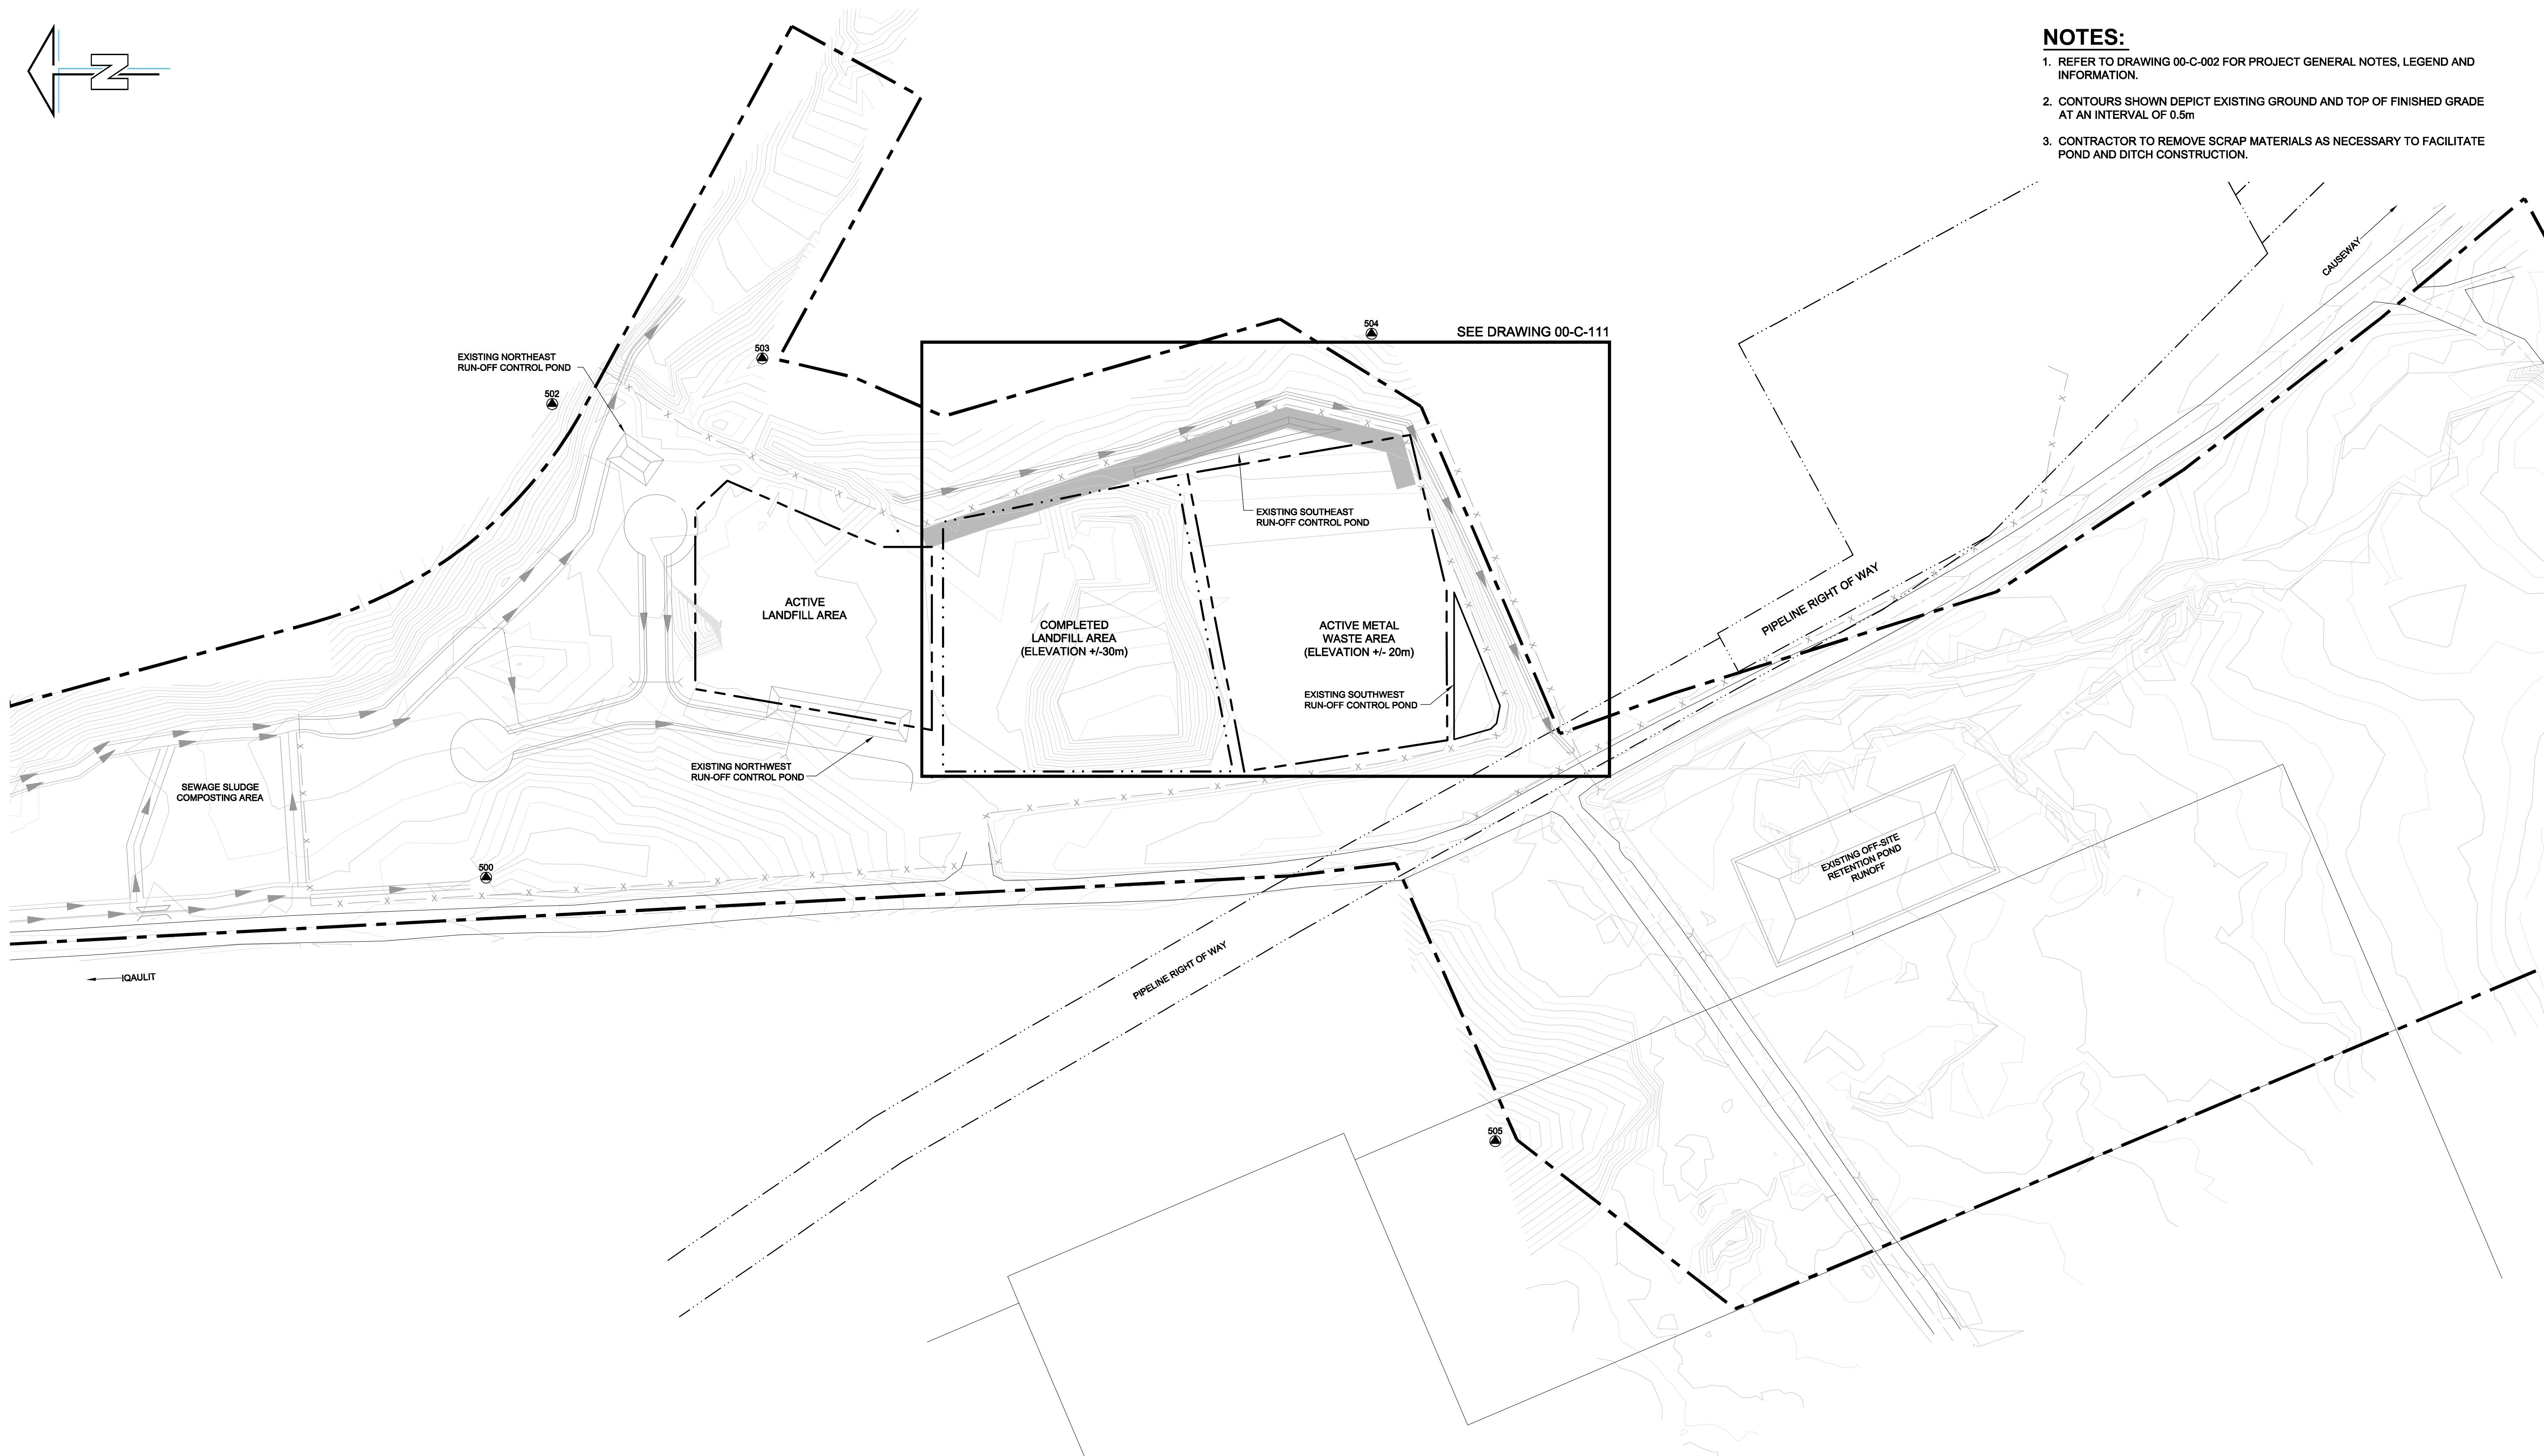 N
NOTES:
1. REFER TO DRAWING 00-C-002 FOR PROJECT GENERAL NOTES, LEGEND AND
INFORMATION.
2. CONTOURS SHOWN DEPICT EXISTING GROUND AND TOP OF FINISHED GRADE
AT AN INTERVAL OF 0.5m
3. CONTRACTOR TO REMOVE SCRAP MATERIALS AS NECESSARY TO FACILITATE
POND AND DITCH CONSTRUCTION.
CAUSEWAY
504
SEE DRAWING 00-C-111
503
EXISTING NORTHEAST
RUN-OFF CONTROL POND
502
EXISTING SOUTHEAST
RUN-OFF CONTROL POND
PIPELINE RIGHT OF WAY
ACTIVE
LANDFILL AREA
COMPLETED
LANDFILL AREA
(ELEVATION +/-30m)
ACTIVE METAL
WASTE AREA
(ELEVATION +/- 20m)
EXISTING SOUTHWEST
RUN-OFF CONTROL POND
EXISTING NORTHWEST
RUN-OFF CONTROL POND
SEWAGE SLUDGE
COMPOSTING AREA
500
EXISTING OFF-SITE
RETENTION POND
RUNOFF
IQAULIT
PIPELINE RIGHT OF WAY
505